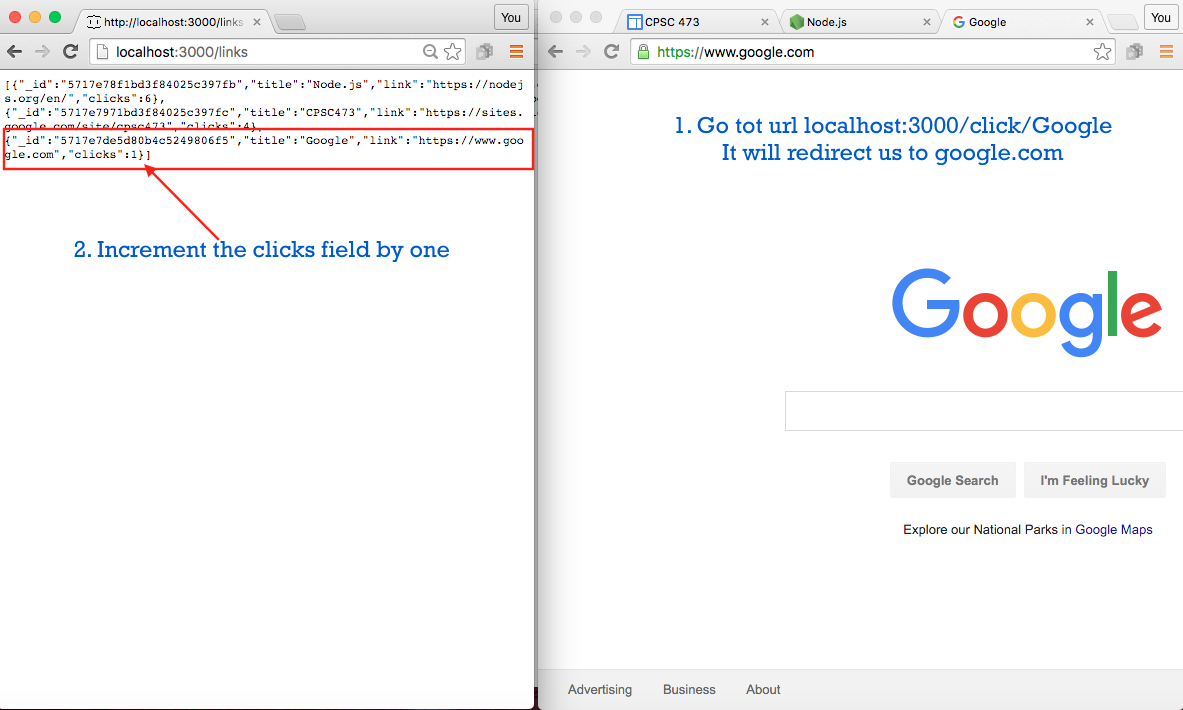 http://localhost:3000/links
You
localhost:3000/links
[{"_id":"5717e78f1bd3f84025c397fb","title":"Node.js","link":"https://nodej
s.org/en/","clicks":6},
{"_id":"5717e7971bd3f84025c397fc","title":"CPSC473","link":"https://sites.
google.com/site/cpsc473","clicks":4},
{"_id":"5717e7de5d80b4c5249806f5","title":"Google","link":"https://www.goo
gle.com","clicks":1}]
2. Increment the clicks field by one
CPSC 473
Node.js
Google
You
https://www.google.com
1. Go tot url localhost:3000/click/Google
It will redirect us to google.com
Google
Google Search
I'm Feeling Lucky
Explore our National Parks in Google Maps
Advertising
Business
About